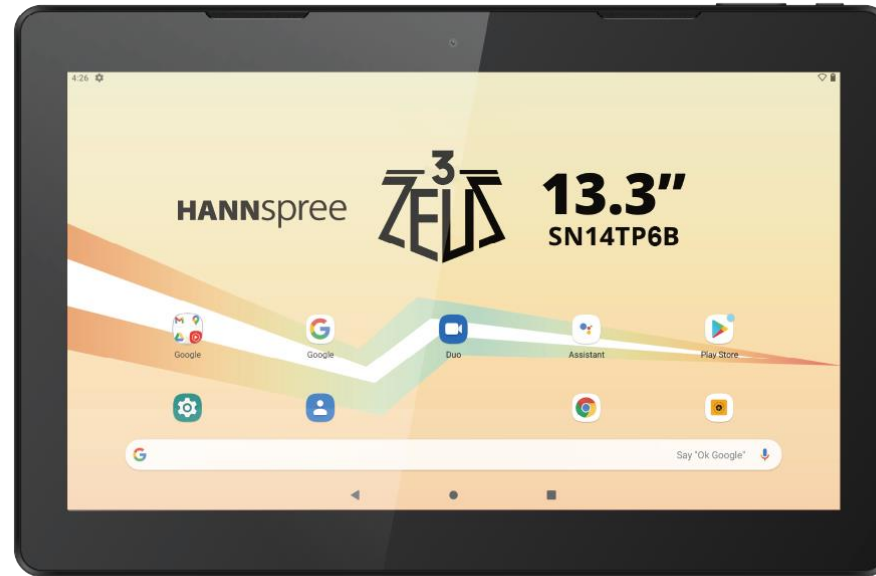 4:26
HANNspree
3
ZEUS
13.3”
SN14TP6B
Google
Google
Duo
Assistant
Play Store
Say "Ok Google"